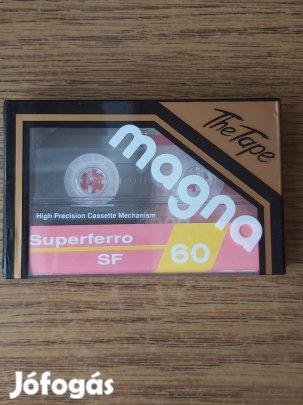 The Tape
magna
High Precision Cassette Mechanism
Superferro
SF
60
Jófogás